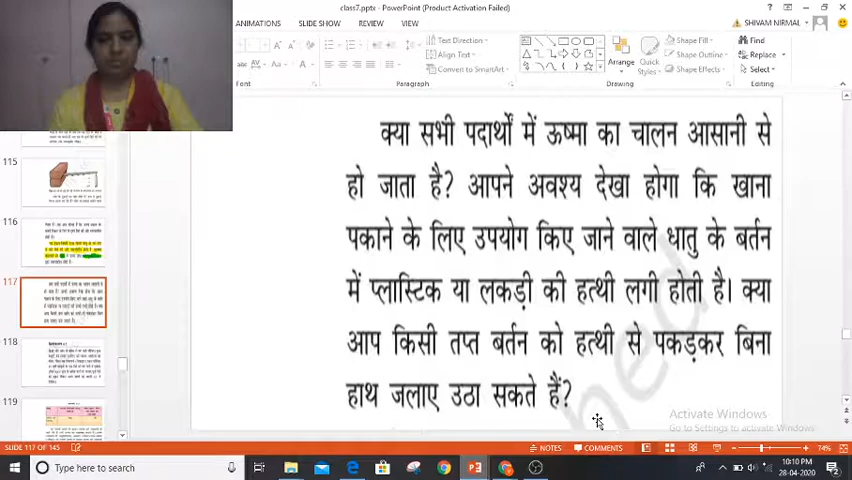 class7.pptx - PowerPoint (Product Activation Failed)
ANIMATIONS SLIDE SHOW REVIEW VIEW
SHIVAM NIRMAL
Text Direction
Align Text
Convert to SmartArt
Arrange
Quick Styles
Shape Fill
Shape Outline
Shape Effects
Find
Replace
Select
Font
Paragraph
Drawing
Editing
115
116
117
118
119
क्या सभी पदार्थों में ऊष्मा का चालन आसानी से
हो जाता है? आपने अवश्य देखा होगा कि खाना
पकाने के लिए उपयोग किए जाने वाले धातु के बर्तन
में प्लास्टिक या लकड़ी की हत्थी लगी होती है। क्या
आप किसी तप्त बर्तन को हत्थी से पकड़कर बिना
हाथ जलाए उठा सकते हैं?
Activate Windows
Go to Settings to activate Windows.
SLIDE 117 OF 145
NOTES
COMMENTS
74%
Type here to search
10:10 PM
28-04-2020